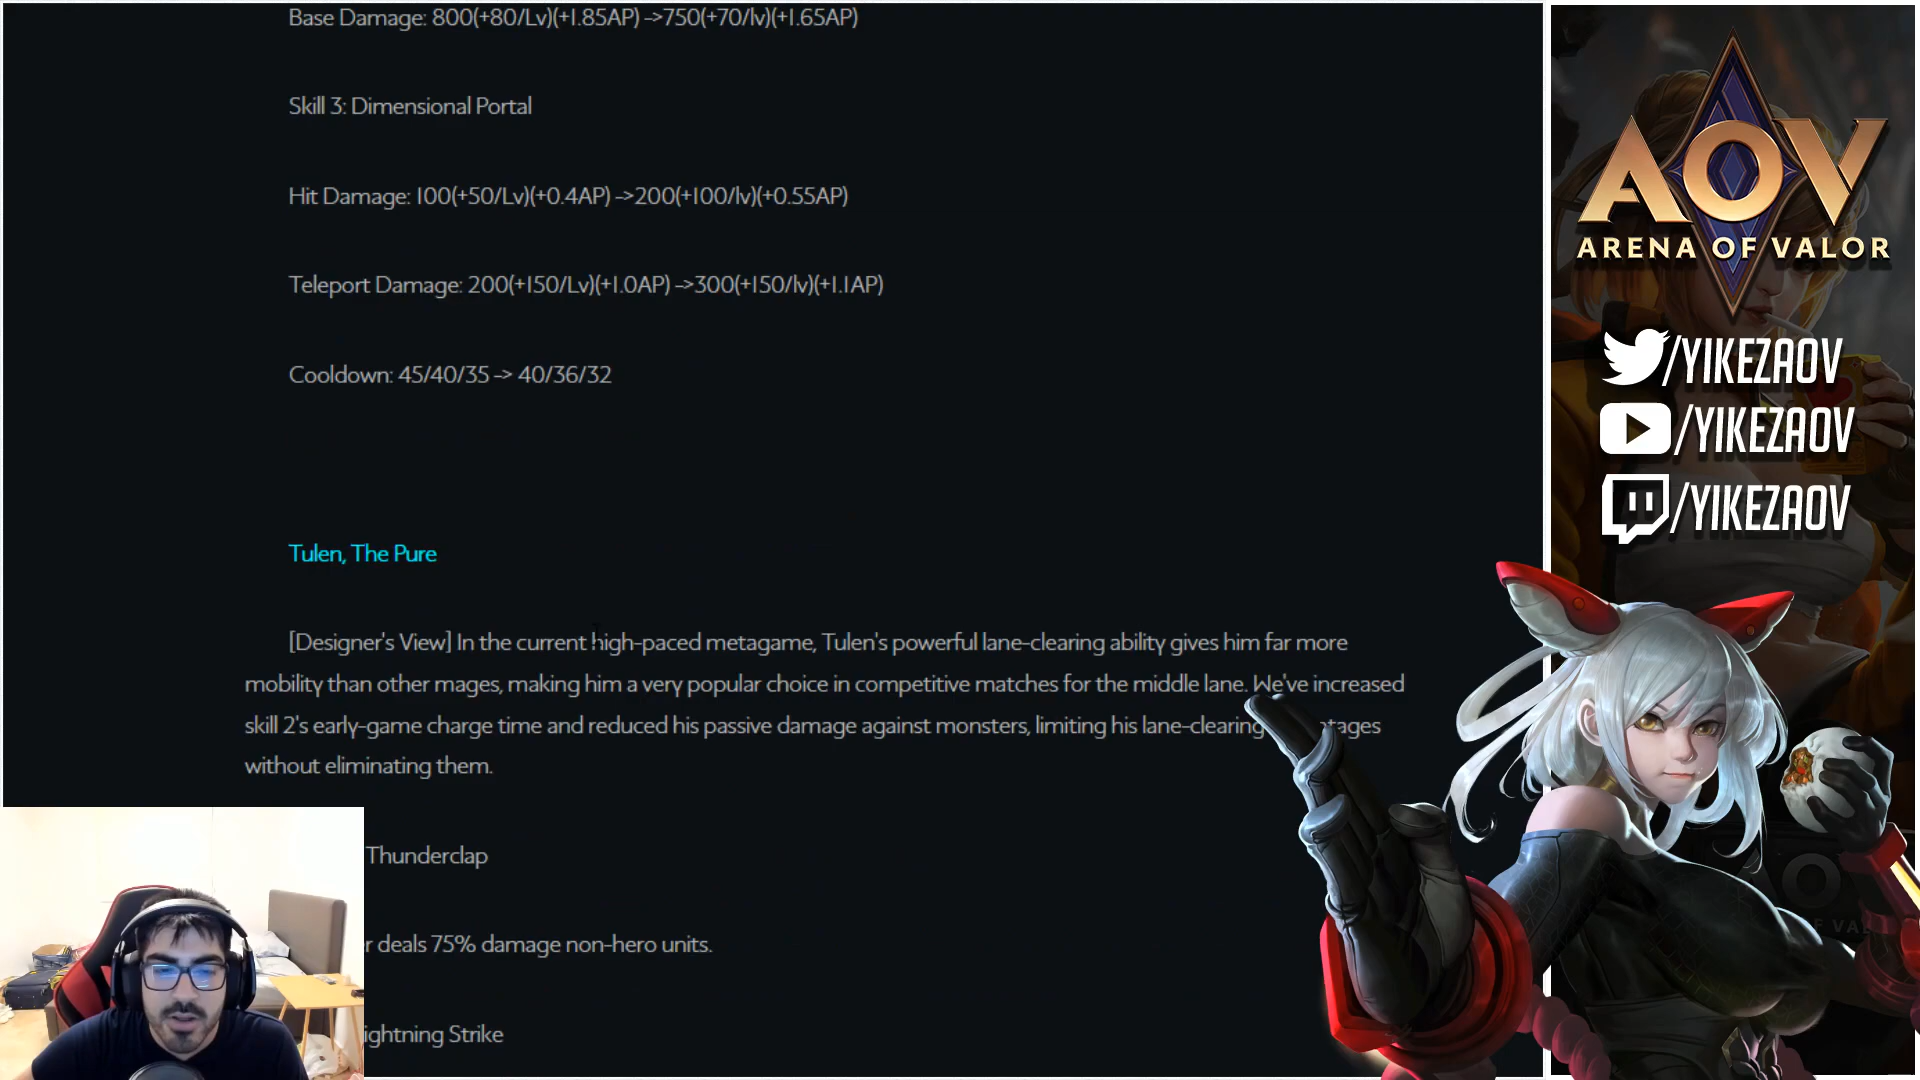 Base Damage: 800(+80/Lv)(+1.85AP) ->750(+70/lv)(+1.65AP)
Skill 3: Dimensional Portal
Hit Damage: 100(+50/Lv)(+0.4AP) ->200(+100/lv)(+0.55AP)
Teleport Damage: 200(+150/Lv)(+1.0AP) ->300(+150/lv)(+1.1AP)
Cooldown: 45/40/35 -> 40/36/32
Tulen, The Pure
[Designer's View] In the current high-paced metagame, Tulen's powerful lane-clearing ability gives him far more
mobility than other mages, making him a very popular choice in competitive matches for the middle lane. We've increased
skill 2's early-game charge time and reduced his passive damage against monsters, limiting his lane-clearing
without eliminating them.
Thunderclap
deals 75% damage non-hero units.
Strike
AOV
ARENA OF VALOR
/YIKEZAOV
/YIKEZAOV
/YIKEZAOV